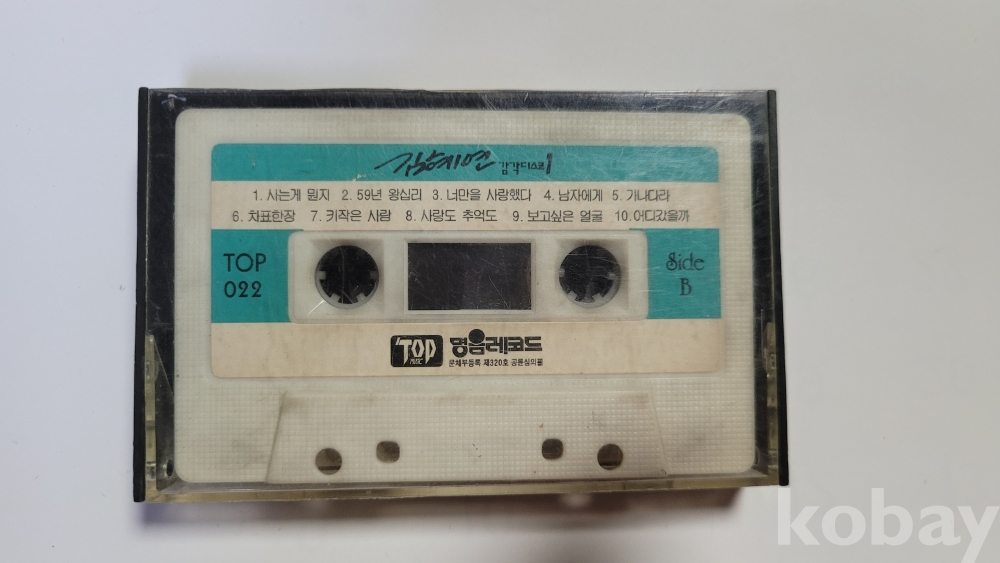 김혜연 감각디스코 1
1. 사는게 뭔지 2. 59년 왕십리 3. 너만을 사랑했다 4. 남자에게 5. 가나다라
6. 차표한장 7. 키작은 사람 8. 사랑도 추억도 9. 보고싶은 얼굴 10. 어디갔을까
TOP
022
Side
B
TOP
MUSIC
명음레코드
문체부등록 제320호 공륜심의필
kobay